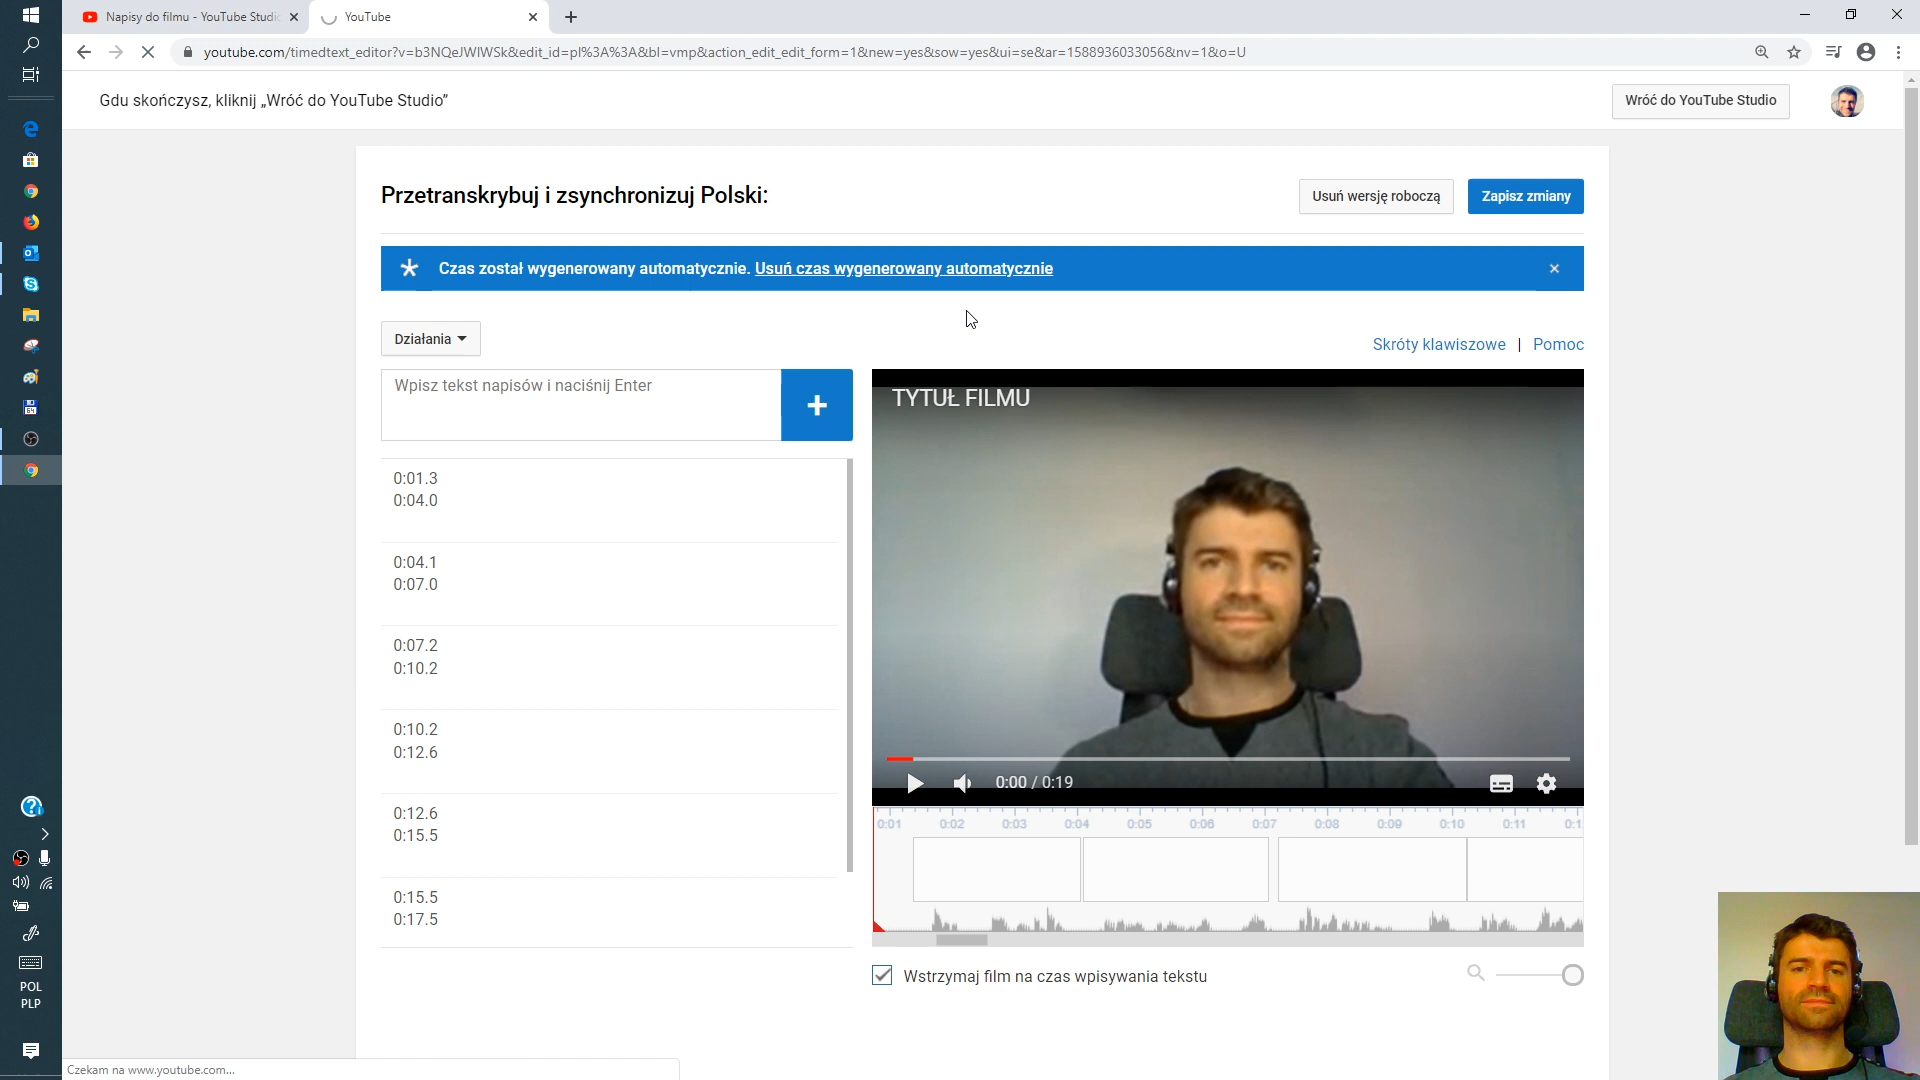 Napisy do filmu - YouTube Studio
YouTube
youtube.com/timedtext_editor?v=b3NQeJWIWSk&edit_id=pl%3A%3A&bl=vmp&action_edit_edit_form=1&new=yes&sow=yes&ui=se&ar=1588936033056&nv=1&o=U
Gdu skończysz, kliknij „Wróć do YouTube Studio”
Wróć do YouTube Studio
Przetranskrybuj i zsynchronizuj Polski:
Usuń wersję roboczą
Zapisz zmiany
Czas został wygenerowany automatycznie. Usuń czas wygenerowany automatycznie
Działania
Skróty klawiszowe | Pomoc
Wpisz tekst napisów i naciśnij Enter
+
TYTUŁ FILMU
0:01.3
0:04.0
0:04.1
0:07.0
0:07.2
0:10.2
0:10.2
0:12.6
0:12.6
0:15.5
0:15.5
0:17.5
0:00 / 0:19
0:01 0:02 0:03 0:04 0:05 0:06 0:07 0:08 0:09 0:10 0:11 0:1
Wstrzymaj film na czas wpisywania tekstu
64
POL
PLP
Czekam na www.youtube.com...